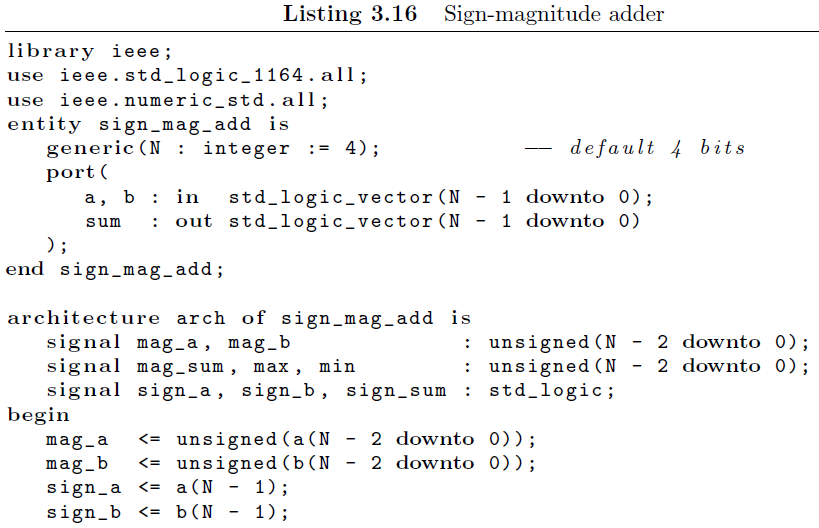 Listing 3.16 Sign-magnitude adder
library ieee;
use ieee.std_logic_1164.all;
use ieee.numeric_std.all;
entity sign_mag_add is
   generic(N : integer := 4);          -- default 4 bits
   port(
      a, b : in  std_logic_vector(N - 1 downto 0);
      sum  : out std_logic_vector(N - 1 downto 0)
   );
end sign_mag_add;

architecture arch of sign_mag_add is
   signal mag_a, mag_b             : unsigned(N - 2 downto 0);
   signal mag_sum, max, min        : unsigned(N - 2 downto 0);
   signal sign_a, sign_b, sign_sum : std_logic;
begin
   mag_a  <= unsigned(a(N - 2 downto 0));
   mag_b  <= unsigned(b(N - 2 downto 0));
   sign_a <= a(N - 1);
   sign_b <= b(N - 1);